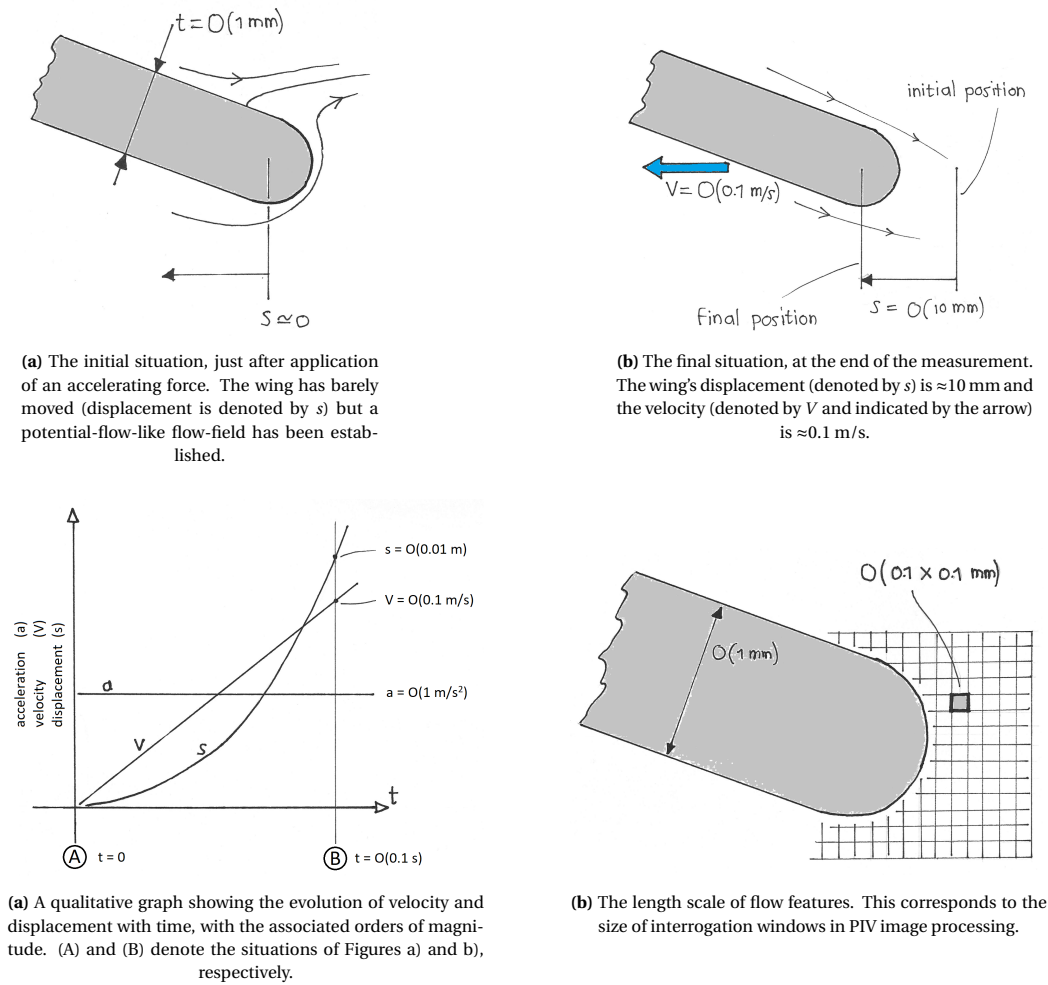 t=O(1 mm)
S≃0
(a) The initial situation, just after application
of an accelerating force. The wing has barely
moved (displacement is denoted by s) but a
potential-flow-like flow-field has been estab-
lished.
initial position
V=O(0.1 m/s)
Final position
S = O(10 mm)
(b) The final situation, at the end of the measurement.
The wing's displacement (denoted by s) is ≈10 mm and
the velocity (denoted by V and indicated by the arrow)
is ≈0.1 m/s.
acceleration (a)
velocity (V)
displacement (s)
s = O(0.01 m)
V = O(0.1 m/s)
a
a = O(1 m/s²)
V
S
t
A t = 0
B t = O(0.1 s)
(a) A qualitative graph showing the evolution of velocity and
displacement with time, with the associated orders of magni-
tude. (A) and (B) denote the situations of Figures a) and b),
respectively.
O(0.1 X 0.1 mm)
O(1 mm)
(b) The length scale of flow features. This corresponds to the
size of interrogation windows in PIV image processing.